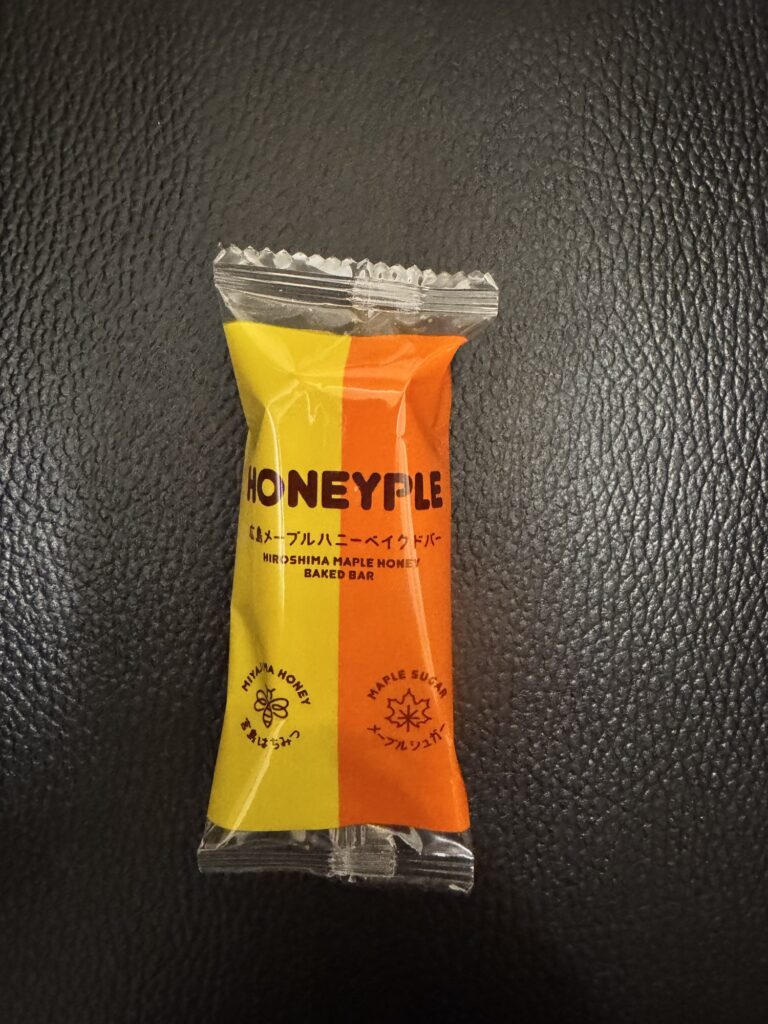 HONEYPLE
広島メープルハニーベイクドバー
HIROSHIMA MAPLE HONEY
BAKED BAR
MIYAJIMA HONEY
宮島はちみつ
MAPLE SUGAR
メープルシュガー